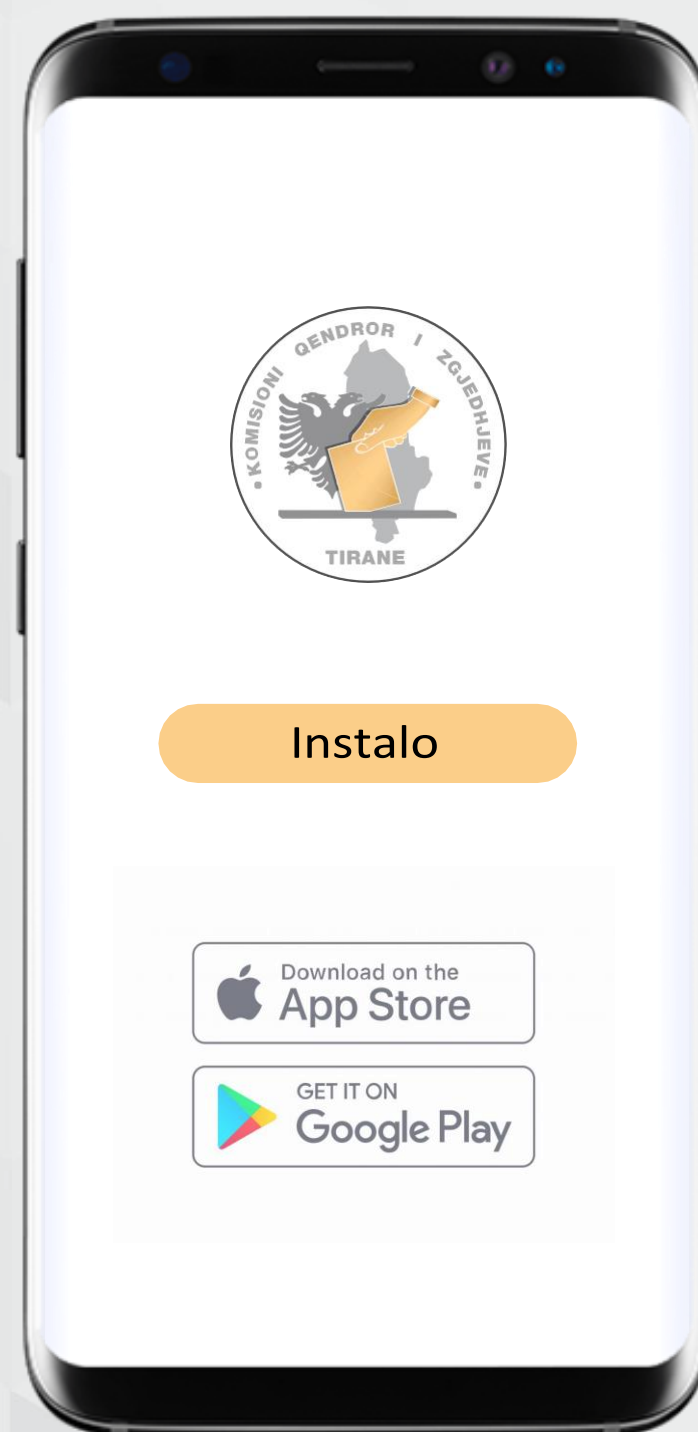 • KOMISIONI QENDROR I ZGJEDHJEVE •
TIRANE
Instalo
Download on the
App Store
GET IT ON
Google Play